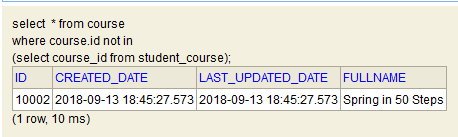 select * from course
where course.id not in
(select course_id from student_course);
ID CREATED_DATE LAST_UPDATED_DATE FULLNAME
10002 2018-09-13 18:45:27.573 2018-09-13 18:45:27.573 Spring in 50 Steps
(1 row, 10 ms)